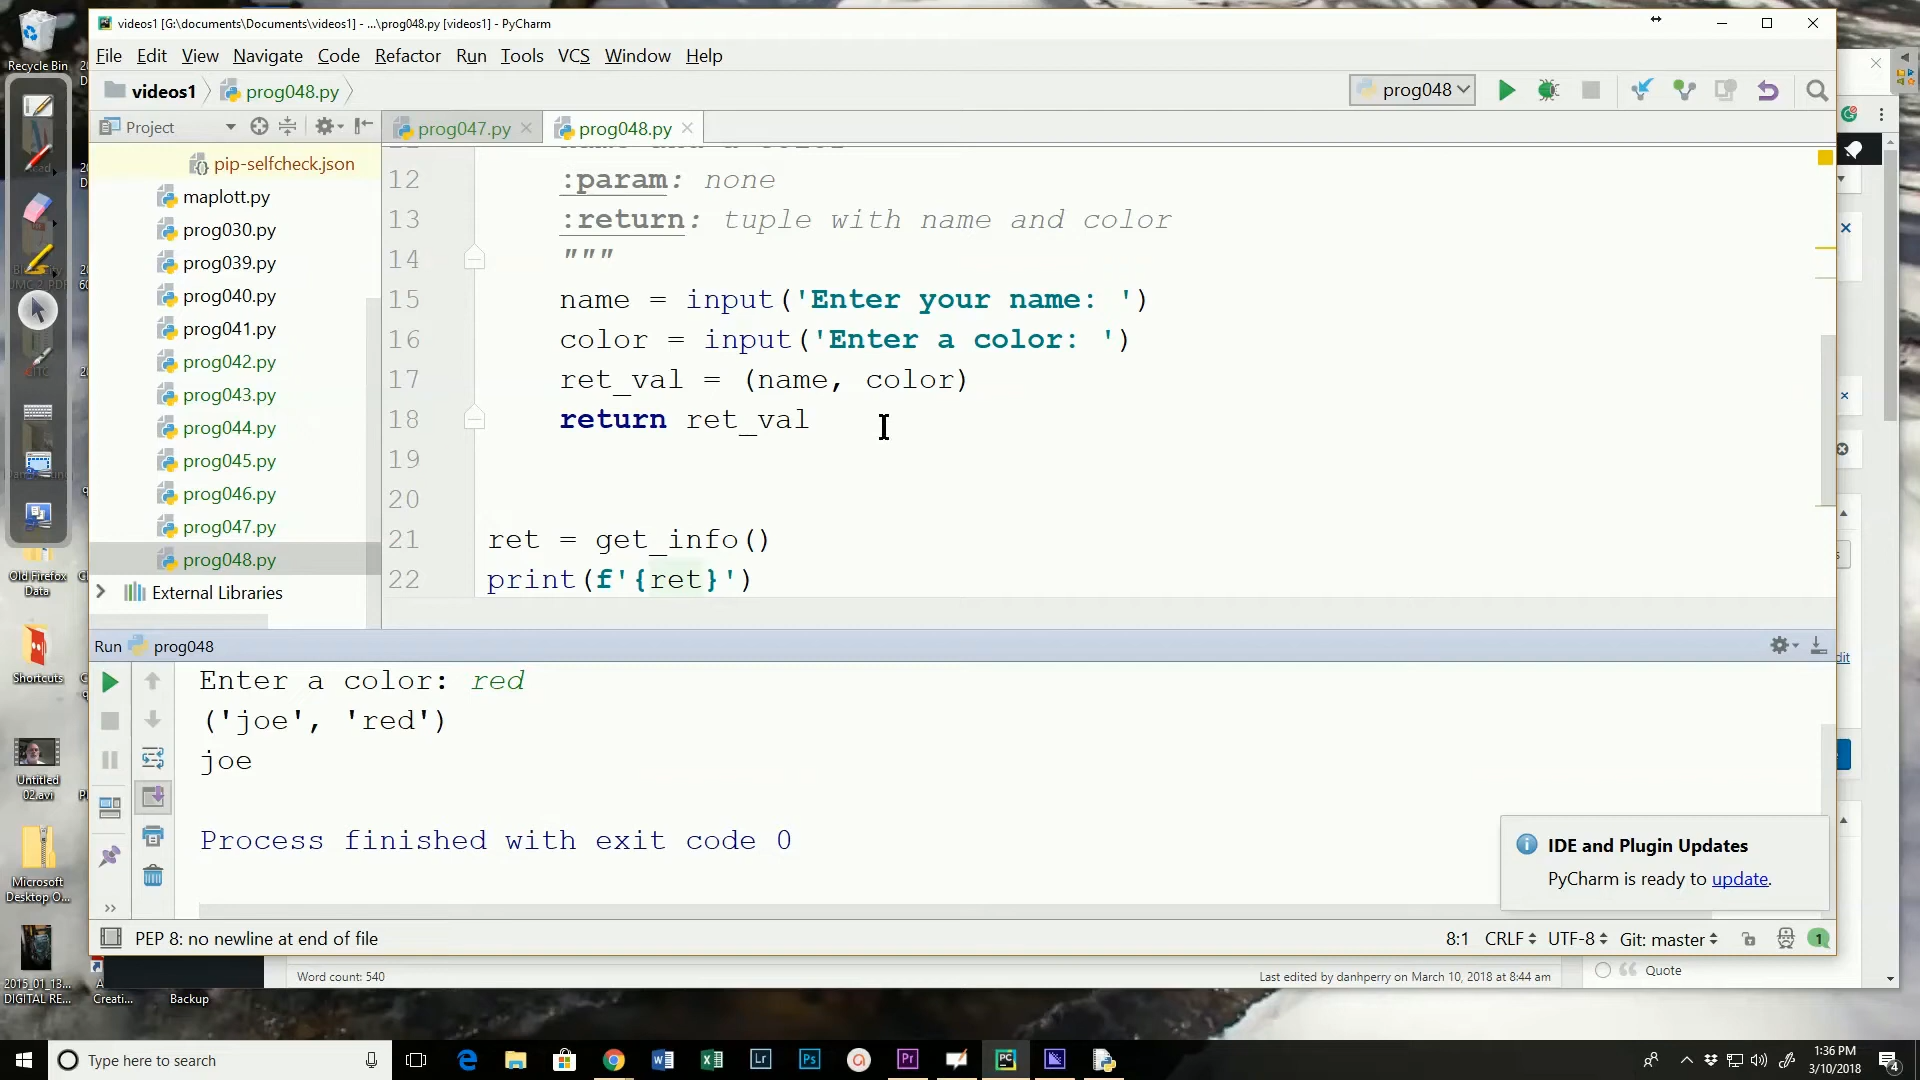 videos1 [G:\documents\Documents\videos1] - ...\prog048.py [videos1] - PyCharm
File Edit View Navigate Code Refactor Run Tools VCS Window Help
videos1 prog048.py
prog048
Project
prog047.py
prog048.py
pip-selfcheck.json
maplott.py
prog030.py
prog039.py
prog040.py
prog041.py
prog042.py
prog043.py
prog044.py
prog045.py
prog046.py
prog047.py
prog048.py
External Libraries
12 :param: none
13 :return: tuple with name and color
14 """
15 name = input('Enter your name: ')
16 color = input('Enter a color: ')
17 ret_val = (name, color)
18 return ret_val
19
20
21 ret = get_info()
22 print(f'{ret}')
Run prog048
Enter a color: red
('joe', 'red')
joe
Process finished with exit code 0
IDE and Plugin Updates
PyCharm is ready to update.
PEP 8: no newline at end of file
8:1 CRLF UTF-8 Git: master
1
Word count: 540
Last edited by danhperry on March 10, 2018 at 8:44 am
Quote
Recycle Bin
Old Firefox
Data
Shortcuts
Untitled
02.avi
Microsoft
Desktop O...
2015_01_13...
DIGITAL RE...
Creati...
Backup
Type here to search
Lr
Ps
Pr
PC
1:36 PM
3/10/2018
4